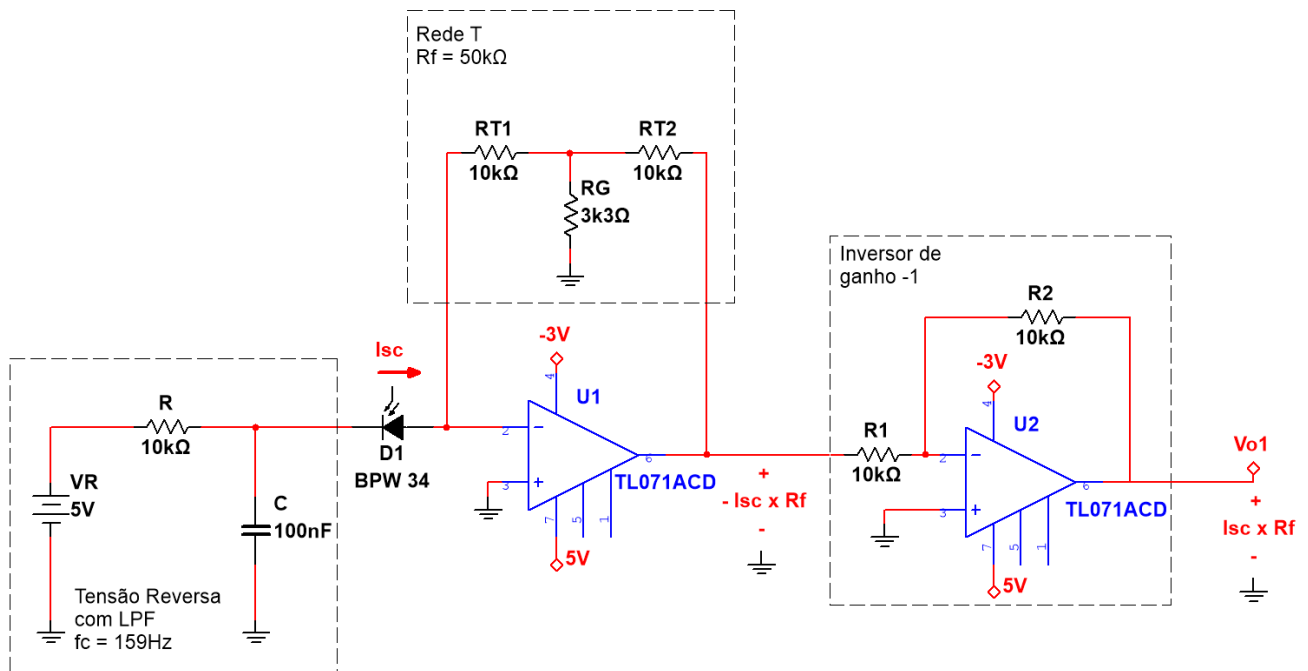 Rede T
Rf = 50kΩ
RT1
10kΩ
RT2
10kΩ
RG
3k3Ω
Inversor de
ganho -1
R2
10kΩ
-3V
Isc
4
U1
-3V
4
U2
R
10kΩ
2
D1
BPW 34
3
6
TL071ACD
7
5
1
5V
+
- Isc x Rf
-
R1
10kΩ
2
3
6
TL071ACD
7
5
1
5V
Vo1
+
Isc x Rf
-
VR
5V
C
100nF
Tensão Reversa
com LPF
fc = 159Hz